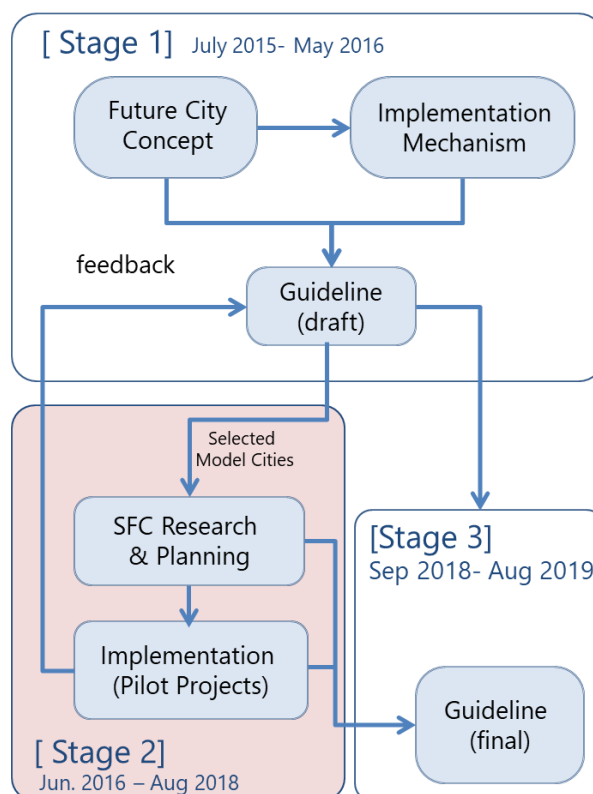 [ Stage 1] July 2015- May 2016
Future City
Concept
Implementation
Mechanism
feedback
Guideline
(draft)
Selected
Model Cities
SFC Research
& Planning
Implementation
(Pilot Projects)
[ Stage 2]
Jun. 2016 – Aug 2018
[Stage 3]
Sep 2018- Aug 2019
Guideline
(final)